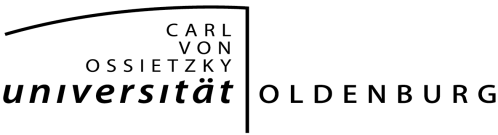 CARL
VON
OSSIETZKY
universität OLDENBURG